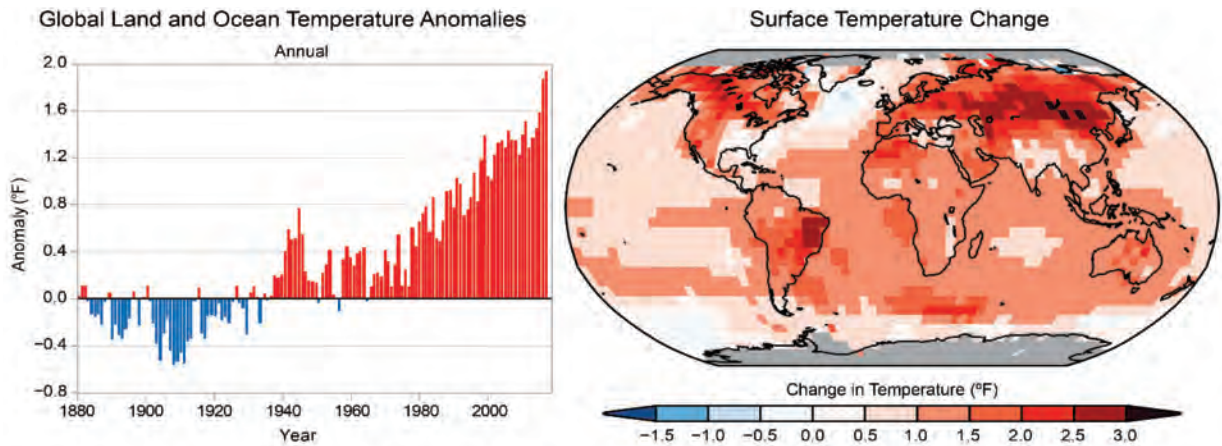 Global Land and Ocean Temperature Anomalies
Annual
2.0
1.6
1.2
0.8
0.4
0.0
−0.4
−0.8
Anomaly (ºF)
1880 1900 1920 1940 1960 1980 2000
Year
Surface Temperature Change
Change in Temperature (ºF)
−1.5 −1.0 −0.5 0.0 0.5 1.0 1.5 2.0 2.5 3.0